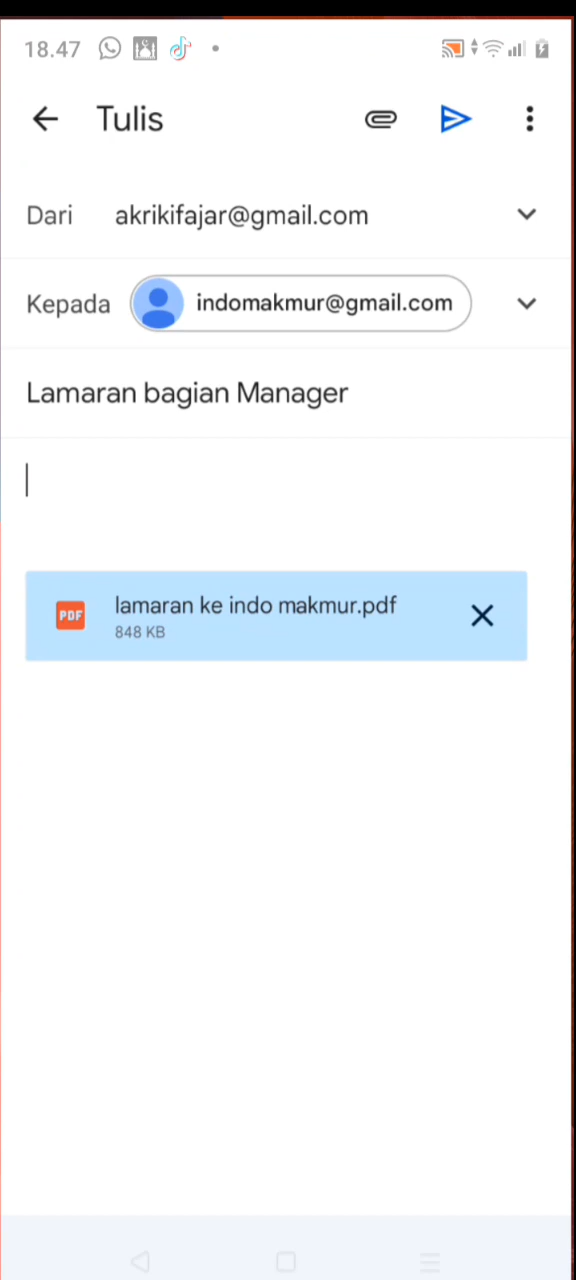 18.47
Tulis
Dari akrikifajar@gmail.com
Kepada indomakmur@gmail.com
Lamaran bagian Manager
PDF lamaran ke indo makmur.pdf
848 KB